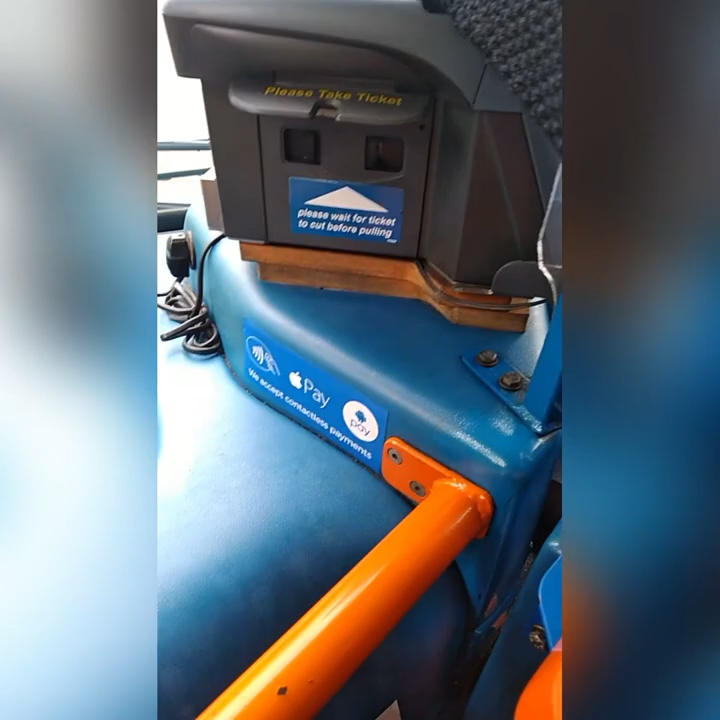 Please Take Ticket
please wait for ticket
to cut before pulling
Pay
pay
We accept contactless payments